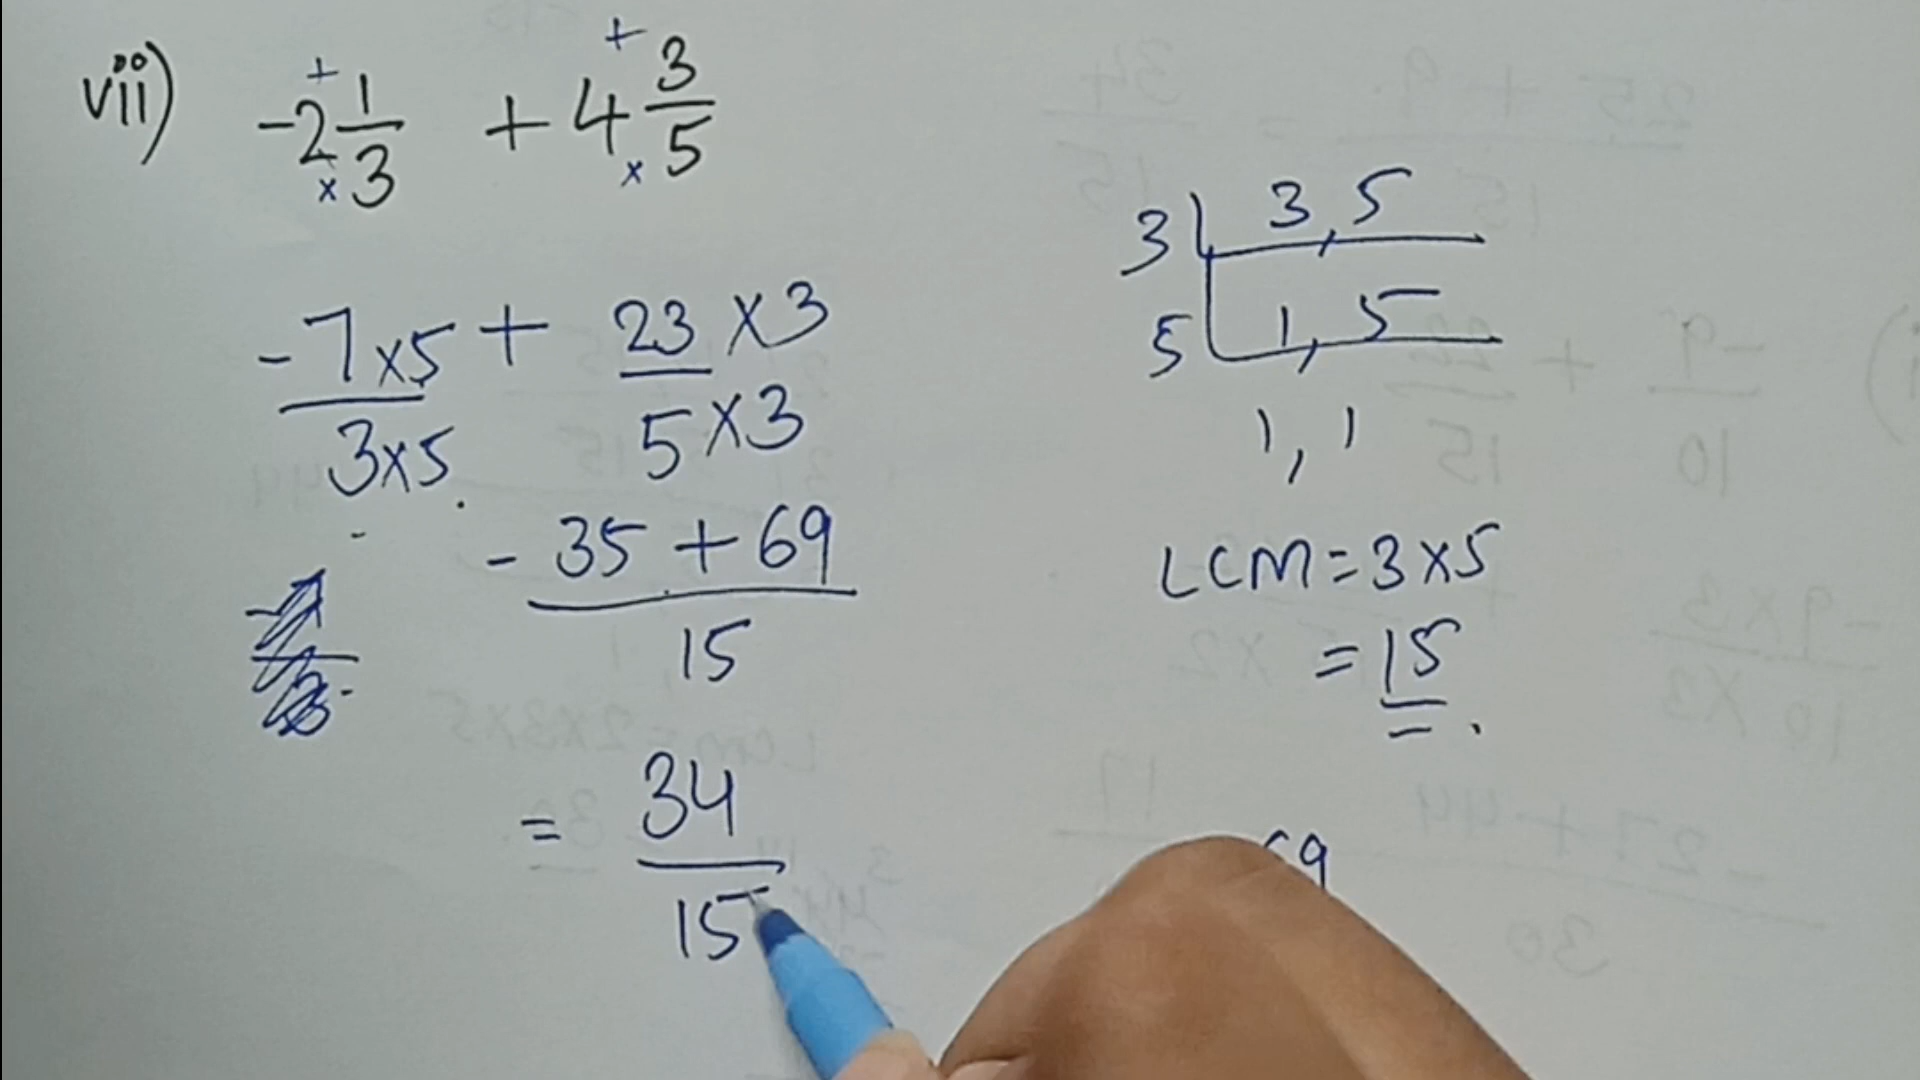 vii) -2 1/3 + 4 3/5
+ +
× ×
-7×5/3×5 + 23×3/5×3
-35+69/15
= 34/15
3 | 3, 5
5 | 1, 5
1, 1
LCM = 3×5
= 15.
69